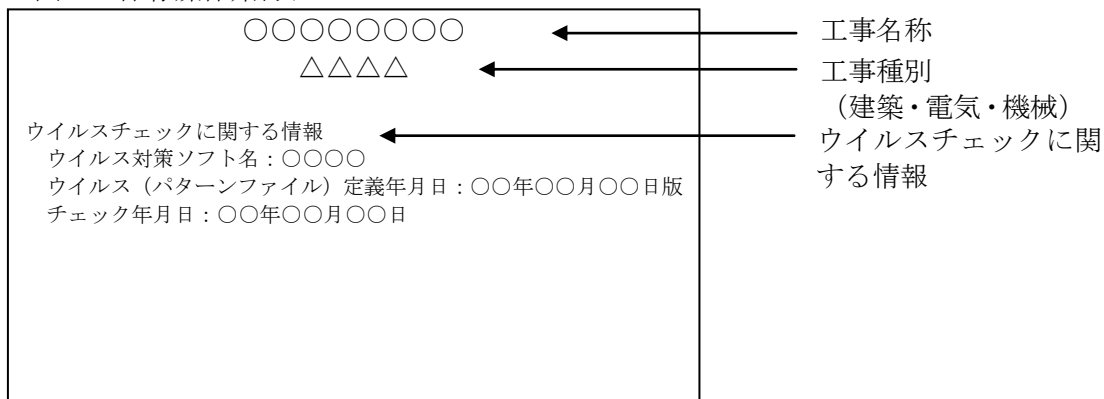 ○○○○○○○○
△△△△
ウイルスチェックに関する情報
ウイルス対策ソフト名：○○○○
ウイルス（パターンファイル）定義年月日：○○年○○月○○日版
チェック年月日：○○年○○月○○日
工事名称
工事種別
（建築・電気・機械）
ウイルスチェックに関
する情報